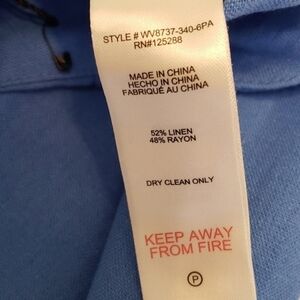 STYLE # WV8737-340-6PA
RN#125288
MADE IN CHINA
HECHO IN CHINA
FABRIQUÉ AU CHINA
52% LINEN
48% RAYON
DRY CLEAN ONLY
KEEP AWAY
FROM FIRE
P